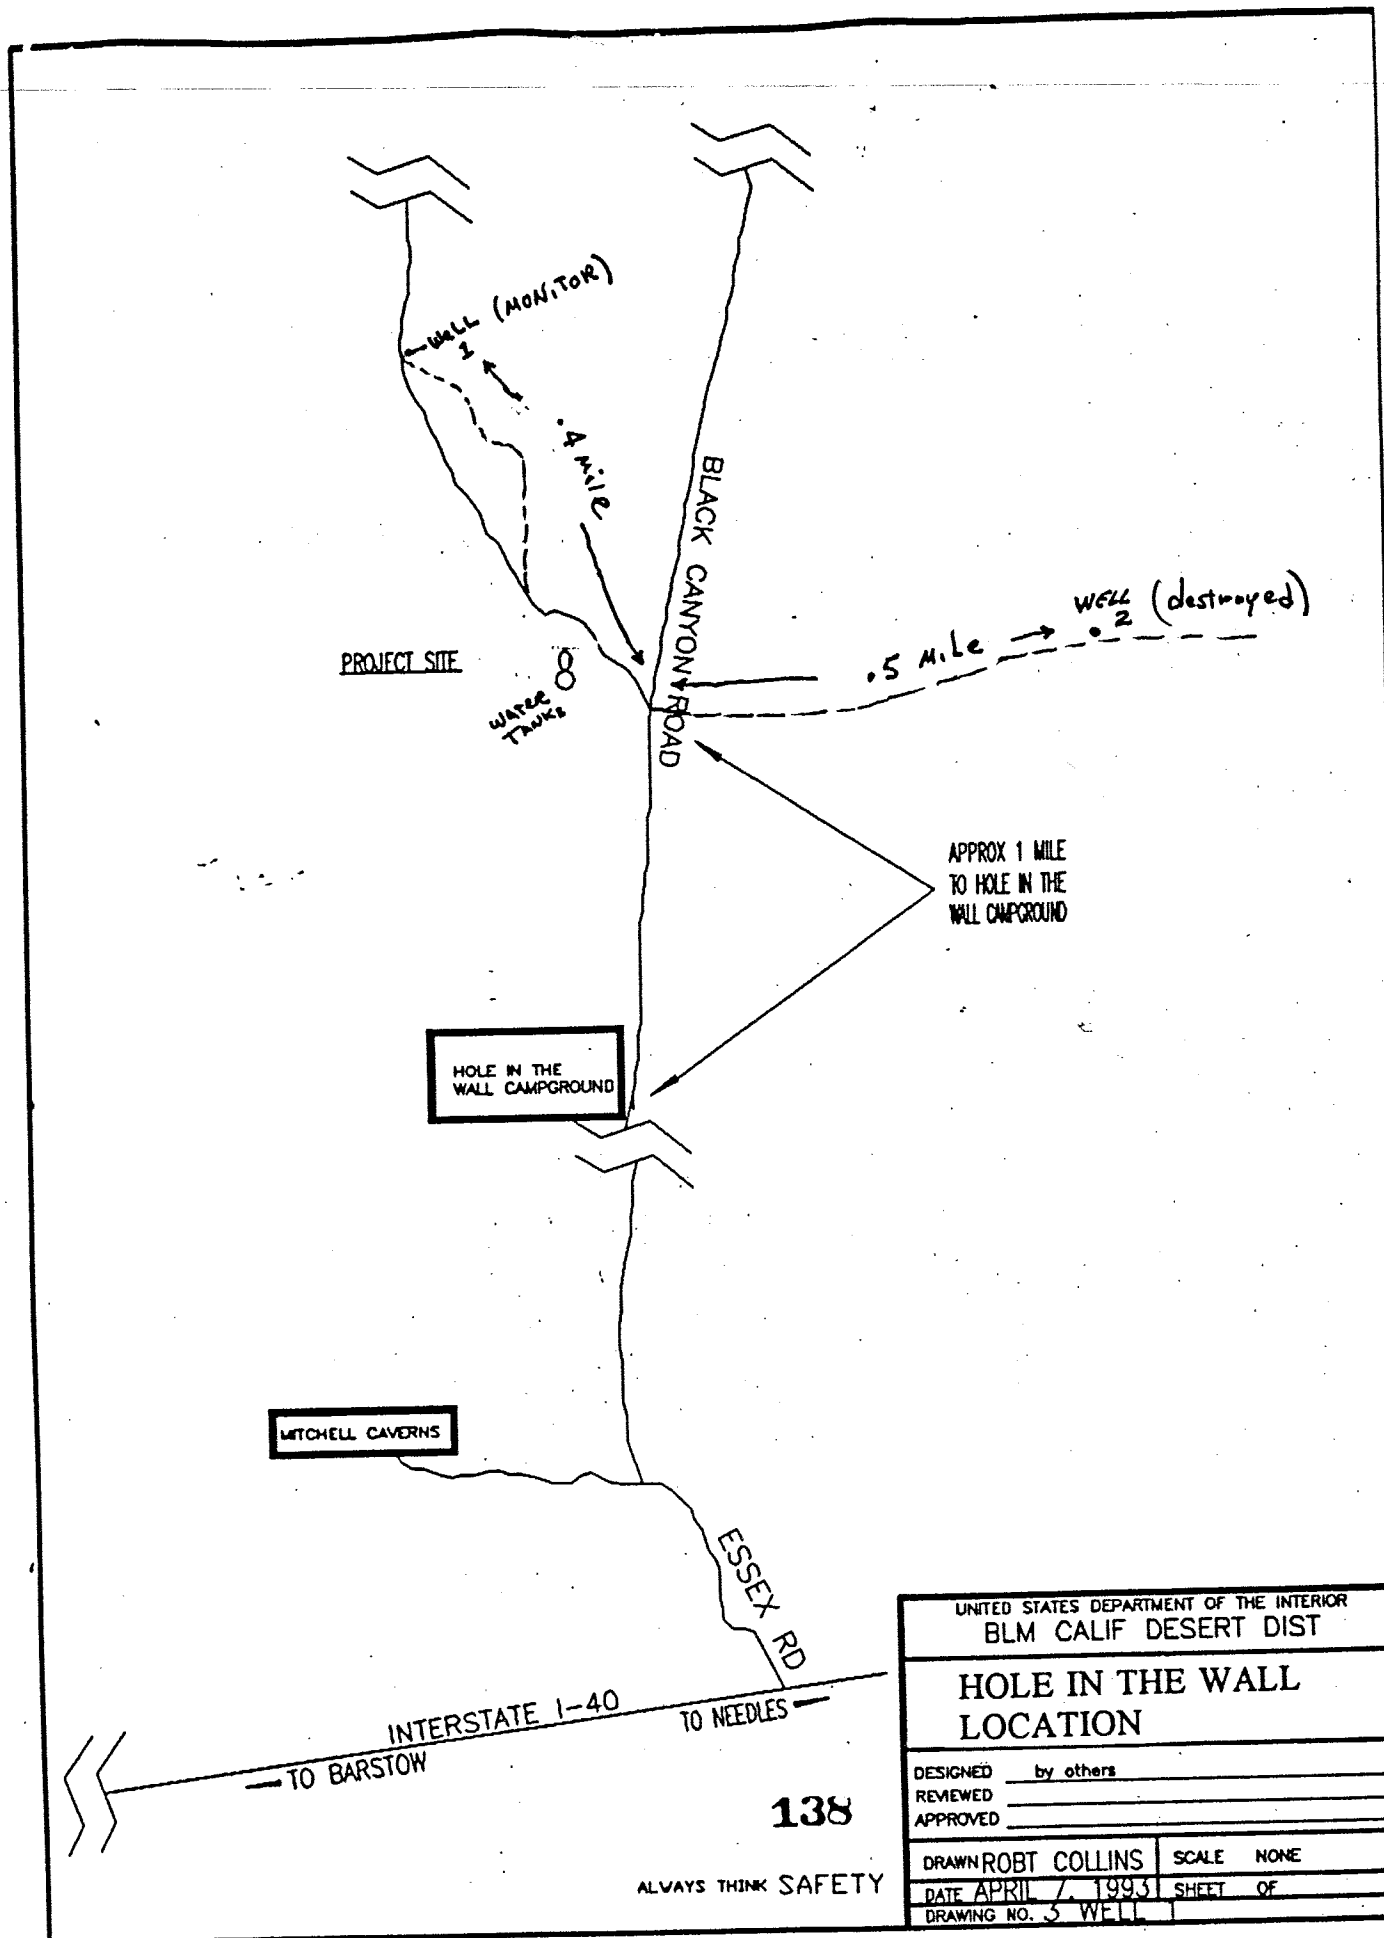 WELL (MONITOR)
1
.4 mile
BLACK CANYON ROAD
WELL (destroyed)
2
.5 MiLe
PROJECT SITE
WATER
TANKS
APPROX 1 MILE
TO HOLE IN THE
WALL CAMPGROUND
HOLE IN THE
WALL CAMPGROUND
MITCHELL CAVERNS
ESSEX RD
INTERSTATE I-40
TO NEEDLES
TO BARSTOW
138
ALWAYS THINK SAFETY
UNITED STATES DEPARTMENT OF THE INTERIOR
BLM CALIF DESERT DIST
HOLE IN THE WALL
LOCATION
DESIGNED by others
REVIEWED
APPROVED
DRAWN ROBT COLLINS SCALE NONE
DATE APRIL 7, 1993 SHEET OF
DRAWING NO. 3 WELL 1